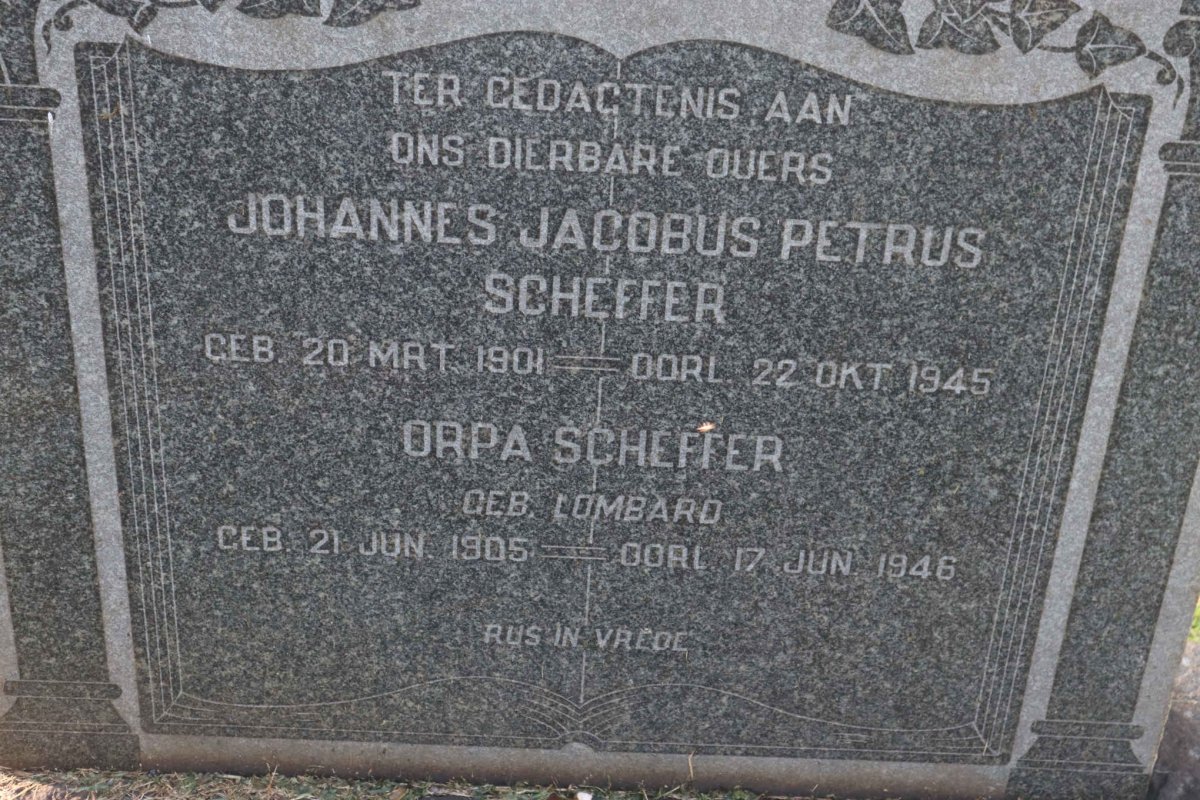 TER GEDAGTENIS AAN
ONS DIERBARE OUERS
JOHANNES JACOBUS PETRUS
SCHEFFER
GEB. 20 MRT. 1901 = OORL. 22 OKT. 1945
ORPA SCHEFFER
GEB. LOMBARD
GEB. 21 JUN. 1905 = OORL. 17 JUN. 1946
RUS IN VREDE